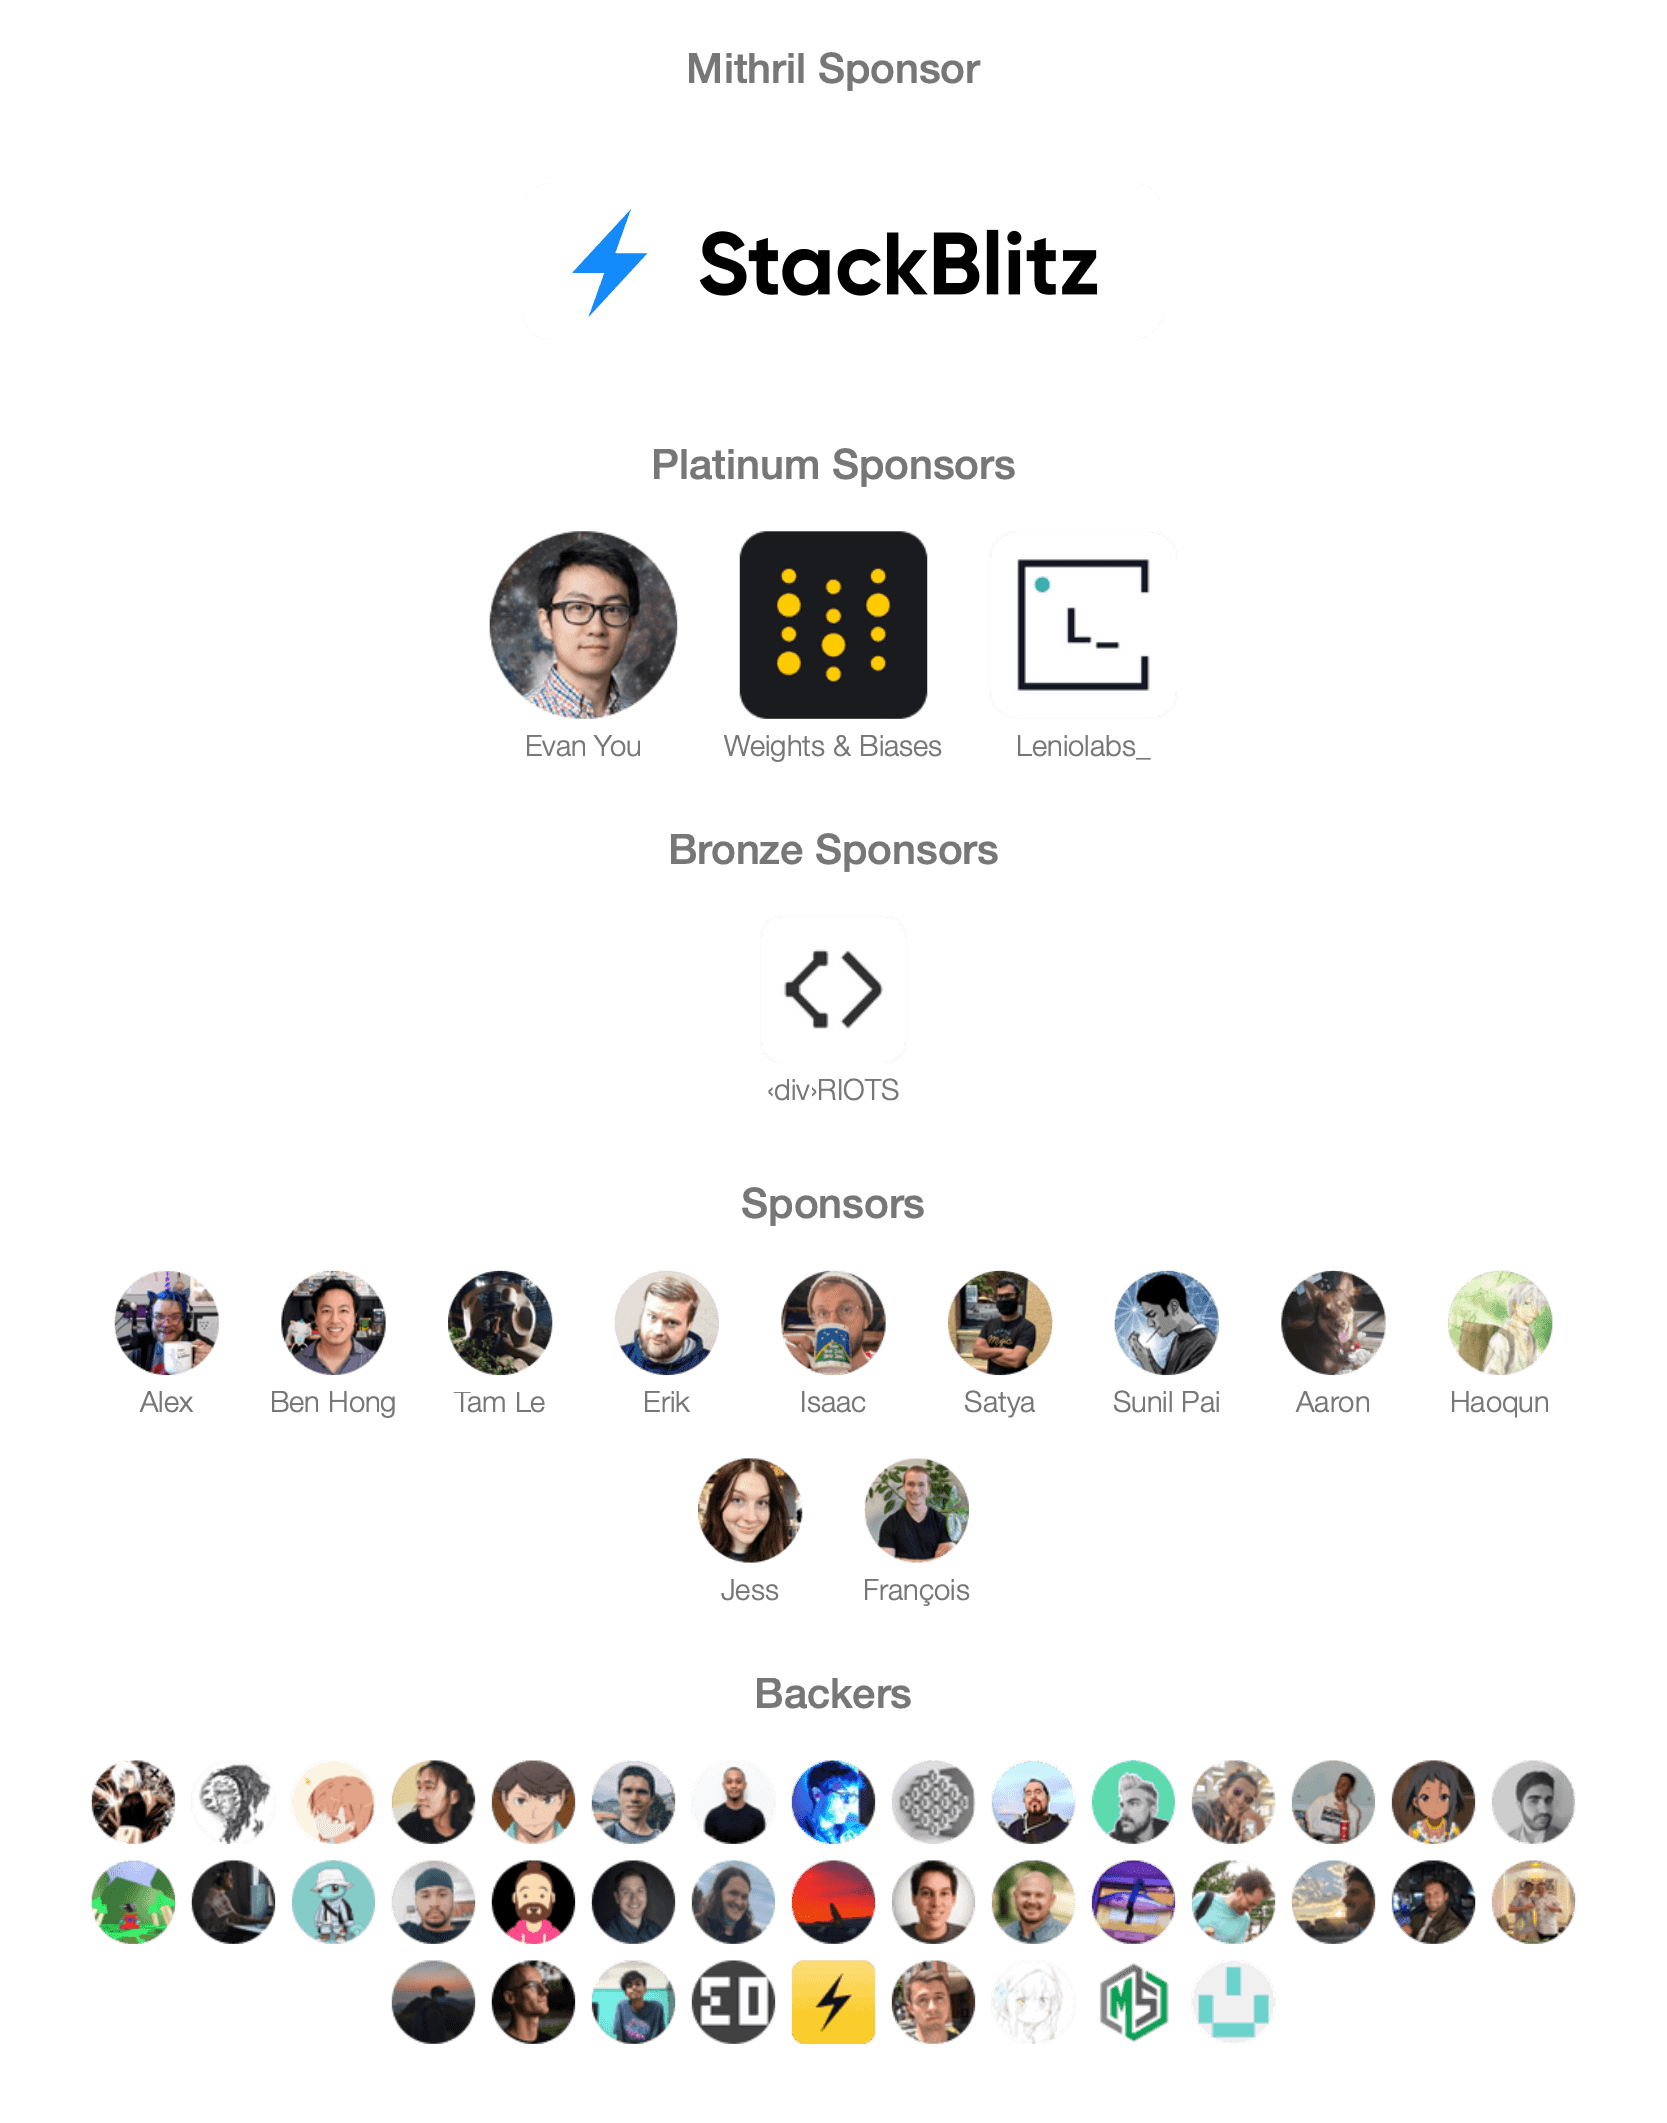 Mithril Sponsor
StackBlitz
Platinum Sponsors
L_
Evan You
Weights & Biases
Leniolabs_
Bronze Sponsors
‹div›RIOTS
Sponsors
Alex
Ben Hong
Tam Le
Erik
Isaac
Satya
Sunil Pai
Aaron
Haoqun
Jess
François
Backers
MS